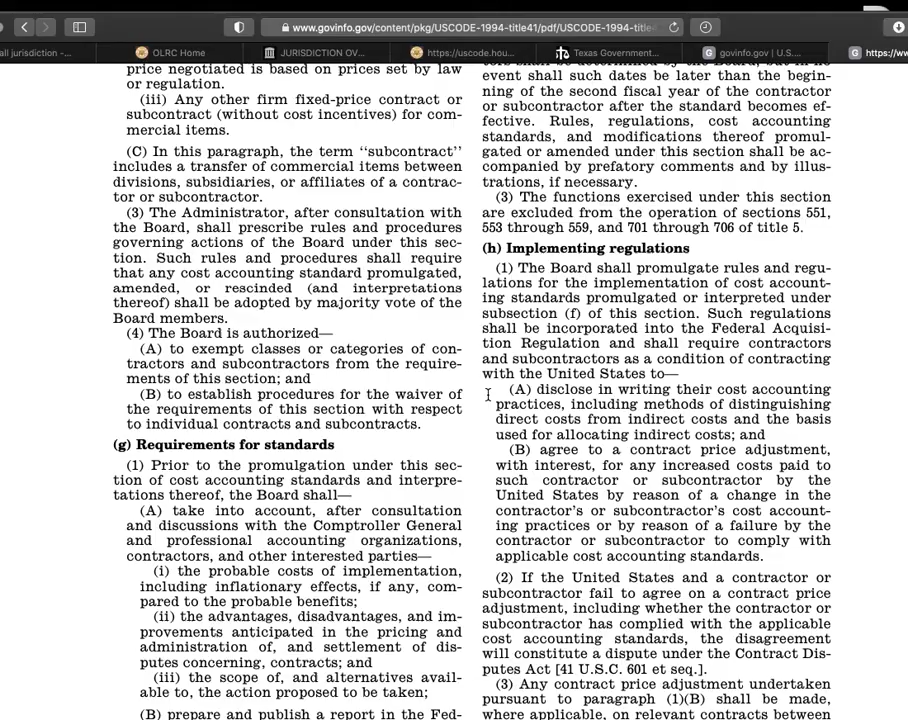 www.govinfo.gov/content/pkg/USCODE-1994-title41/pdf/USCODE-1994-title4
all jurisdiction -...
OLRC Home
JURISDICTION OV...
https://uscode.hou...
Texas Government...
govinfo.gov | U.S....
https://ww
price negotiated is based on prices set by law
or regulation.
(iii) Any other firm fixed-price contract or
subcontract (without cost incentives) for com-
mercial items.
(C) In this paragraph, the term ‘‘subcontract’’
includes a transfer of commercial items between
divisions, subsidiaries, or affiliates of a contrac-
tor or subcontractor.
(3) The Administrator, after consultation with
the Board, shall prescribe rules and procedures
governing actions of the Board under this sec-
tion. Such rules and procedures shall require
that any cost accounting standard promulgated,
amended, or rescinded (and interpretations
thereof) shall be adopted by majority vote of the
Board members.
(4) The Board is authorized—
(A) to exempt classes or categories of con-
tractors and subcontractors from the require-
ments of this section; and
(B) to establish procedures for the waiver of
the requirements of this section with respect
to individual contracts and subcontracts.
(g) Requirements for standards
(1) Prior to the promulgation under this sec-
tion of cost accounting standards and interpre-
tations thereof, the Board shall—
(A) take into account, after consultation
and discussions with the Comptroller General
and professional accounting organizations,
contractors, and other interested parties—
(i) the probable costs of implementation,
including inflationary effects, if any, com-
pared to the probable benefits;
(ii) the advantages, disadvantages, and im-
provements anticipated in the pricing and
administration of, and settlement of dis-
putes concerning, contracts; and
(iii) the scope of, and alternatives avail-
able to, the action proposed to be taken;
(B) prepare and publish a report in the Fed-
tors shall be determined by the Board, but in no
event shall such dates be later than the begin-
ning of the second fiscal year of the contractor
or subcontractor after the standard becomes ef-
fective. Rules, regulations, cost accounting
standards, and modifications thereof promul-
gated or amended under this section shall be ac-
companied by prefatory comments and by illus-
trations, if necessary.
(3) The functions exercised under this section
are excluded from the operation of sections 551,
553 through 559, and 701 through 706 of title 5.
(h) Implementing regulations
(1) The Board shall promulgate rules and regu-
lations for the implementation of cost account-
ing standards promulgated or interpreted under
subsection (f) of this section. Such regulations
shall be incorporated into the Federal Acquisi-
tion Regulation and shall require contractors
and subcontractors as a condition of contracting
with the United States to—
(A) disclose in writing their cost accounting
practices, including methods of distinguishing
direct costs from indirect costs and the basis
used for allocating indirect costs; and
(B) agree to a contract price adjustment,
with interest, for any increased costs paid to
such contractor or subcontractor by the
United States by reason of a change in the
contractor's or subcontractor's cost account-
ing practices or by reason of a failure by the
contractor or subcontractor to comply with
applicable cost accounting standards.
(2) If the United States and a contractor or
subcontractor fail to agree on a contract price
adjustment, including whether the contractor or
subcontractor has complied with the applicable
cost accounting standards, the disagreement
will constitute a dispute under the Contract Dis-
putes Act [41 U.S.C. 601 et seq.].
(3) Any contract price adjustment undertaken
pursuant to paragraph (1)(B) shall be made,
where applicable, on relevant contracts between